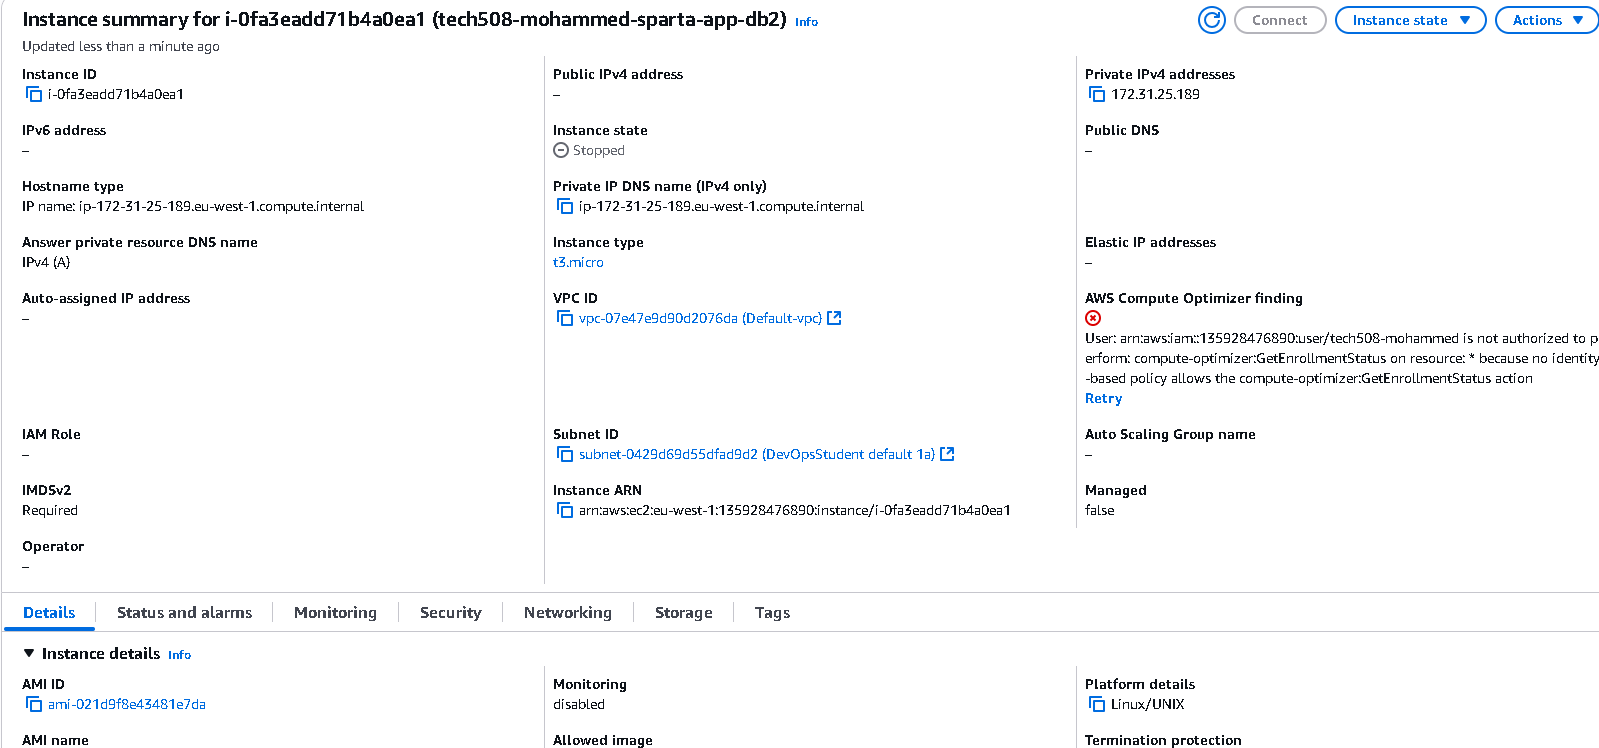 Instance summary for i-0fa3eadd71b4a0ea1 (tech508-mohammed-sparta-app-db2) Info
Connect
Instance state
Actions
Updated less than a minute ago
Instance ID
i-0fa3eadd71b4a0ea1
Public IPv4 address
–
Private IPv4 addresses
172.31.25.189
IPv6 address
–
Instance state
Stopped
Public DNS
–
Hostname type
IP name: ip-172-31-25-189.eu-west-1.compute.internal
Private IP DNS name (IPv4 only)
ip-172-31-25-189.eu-west-1.compute.internal
Answer private resource DNS name
IPv4 (A)
Instance type
t3.micro
Elastic IP addresses
–
Auto-assigned IP address
–
VPC ID
vpc-07e47e9d90d2076da (Default-vpc)
AWS Compute Optimizer finding
User: arn:aws:iam::135928476890:user/tech508-mohammed is not authorized to p
erform: compute-optimizer:GetEnrollmentStatus on resource: * because no identity
-based policy allows the compute-optimizer:GetEnrollmentStatus action
Retry
IAM Role
–
Subnet ID
subnet-0429d69d55dfad9d2 (DevOpsStudent default 1a)
Auto Scaling Group name
–
IMDSv2
Required
Instance ARN
arn:aws:ec2:eu-west-1:135928476890:instance/i-0fa3eadd71b4a0ea1
Managed
false
Operator
–
Details
Status and alarms
Monitoring
Security
Networking
Storage
Tags
Instance details Info
AMI ID
ami-021d9f8e43481e7da
Monitoring
disabled
Platform details
Linux/UNIX
AMI name
Allowed image
Termination protection